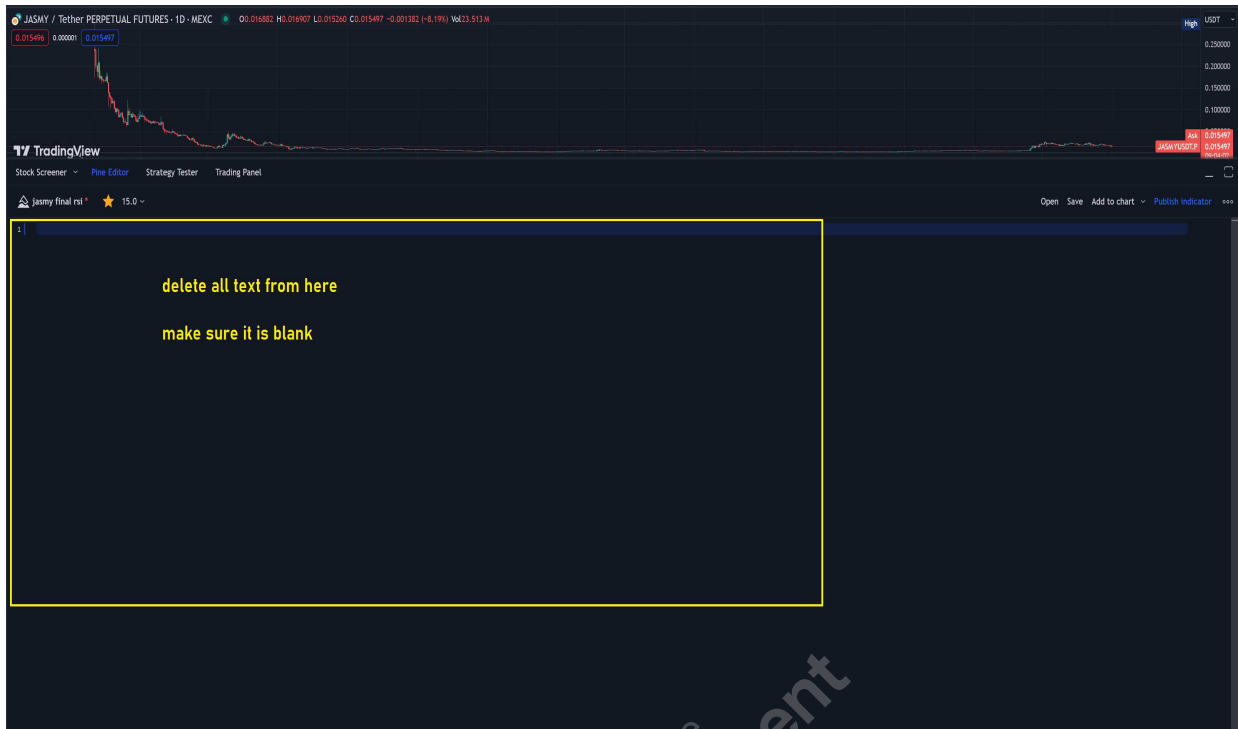 JASMY / Tether PERPETUAL FUTURES · 1D · MEXC O0.016882 H0.016907 L0.015260 C0.015497 −0.001382 (−8.19%) Vol23.513 M
High USDT
0.015496 0.000001 0.015497
0.250000
0.200000
0.150000
0.100000
Ask 0.015497
JASMYUSDT.P 0.015497
TradingView
Stock Screener Pine Editor Strategy Tester Trading Panel
jasmy final rsi * 15.0 Open Save Add to chart Publish indicator
1
delete all text from here
make sure it is blank